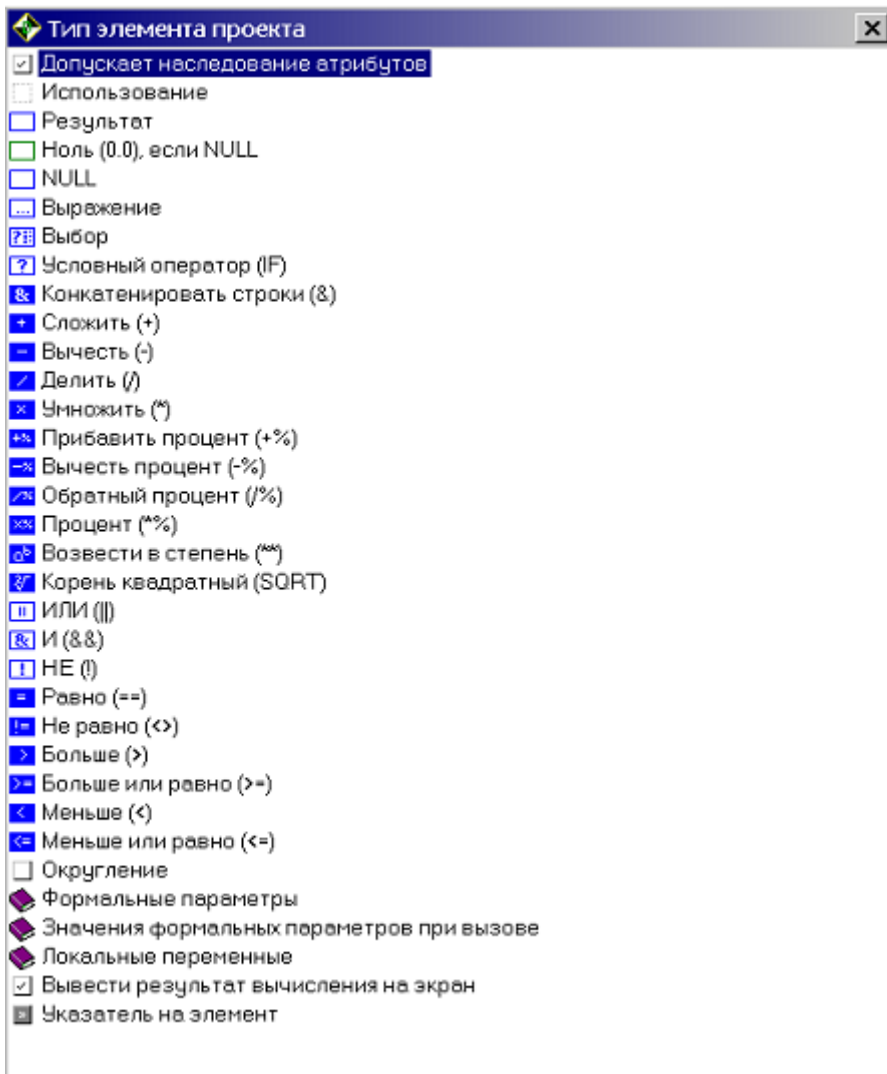 Тип элемента проекта
Допускает наследование атрибутов
Использование
Результат
Ноль (0.0), если NULL
NULL
... Выражение
? Выбор
? Условный оператор (IF)
& Конкатенировать строки (&)
+ Сложить (+)
- Вычесть (-)
/ Делить (/)
× Умножить (*)
+% Прибавить процент (+%)
-% Вычесть процент (-%)
/% Обратный процент (/%)
×% Процент (*%)
ab Возвести в степень (**)
Корень квадратный (SQRT)
|| ИЛИ (||)
& И (&&)
! НЕ (!)
= Равно (==)
!= Не равно (<>)
> Больше (>)
>= Больше или равно (>=)
< Меньше (<)
<= Меньше или равно (<=)
Округление
Формальные параметры
Значения формальных параметров при вызове
Локальные переменные
Вывести результат вычисления на экран
Указатель на элемент